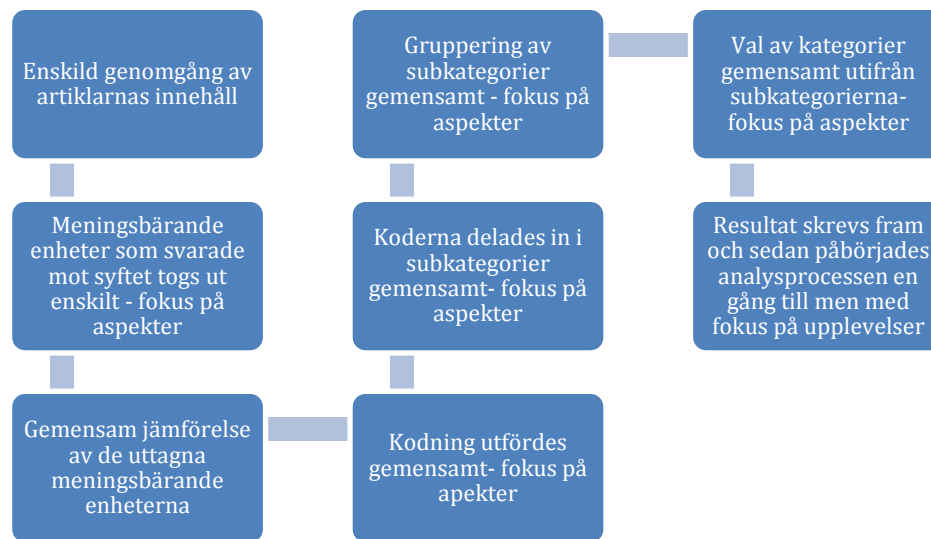 Enskild genomgång av
artiklarnas innehåll
Meningsbärande
enheter som svarade
mot syftet togs ut
enskilt - fokus på
aspekter
Gemensam jämförelse
av de uttagna
meningsbärande
enheterna
Kodning utfördes
gemensamt- fokus på
apekter
Koderna delades in i
subkategorier
gemensamt- fokus på
aspekter
Gruppering av
subkategorier
gemensamt - fokus på
aspekter
Val av kategorier
gemensamt utifrån
subkategorierna-
fokus på aspekter
Resultat skrevs fram
och sedan påbörjades
analysprocessen en
gång till men med
fokus på upplevelser